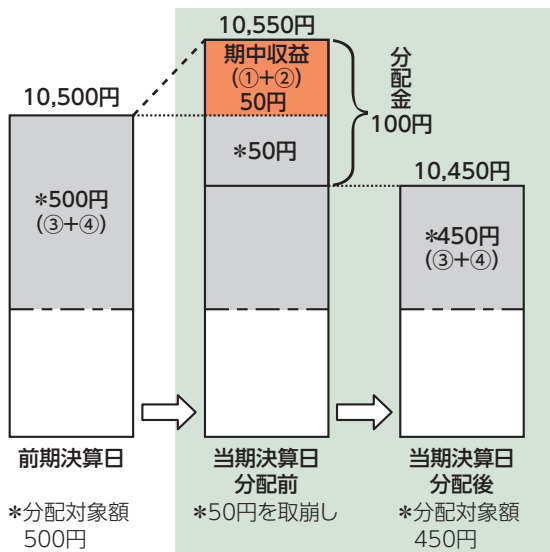 10,500円
*500円
(③+④)
前期決算日
*分配対象額
500円
10,550円
期中収益
(①+②)
50円
*50円
分配金
100円
当期決算日
分配前
*50円を取崩し
10,450円
*450円
(③+④)
当期決算日
分配後
*分配対象額
450円